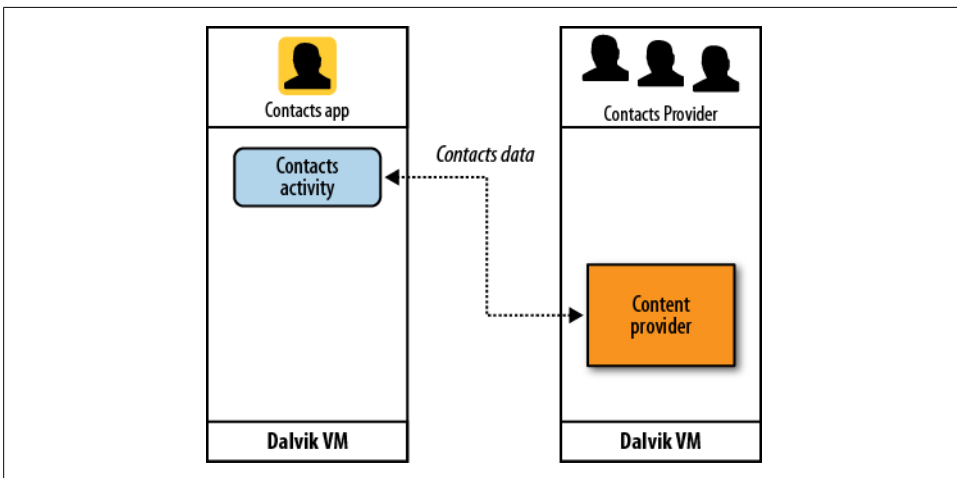 Contacts app
Contacts Provider
Contacts data
Contacts
activity
Content
provider
Dalvik VM
Dalvik VM